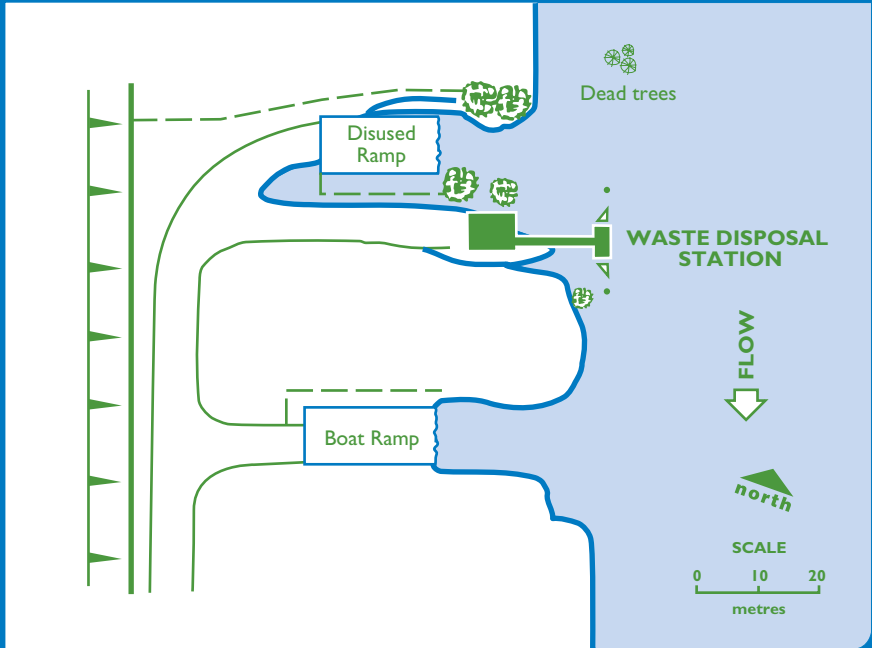 Dead trees
Disused
Ramp
WASTE DISPOSAL
STATION
FLOW
Boat Ramp
north
SCALE
0 10 20
metres